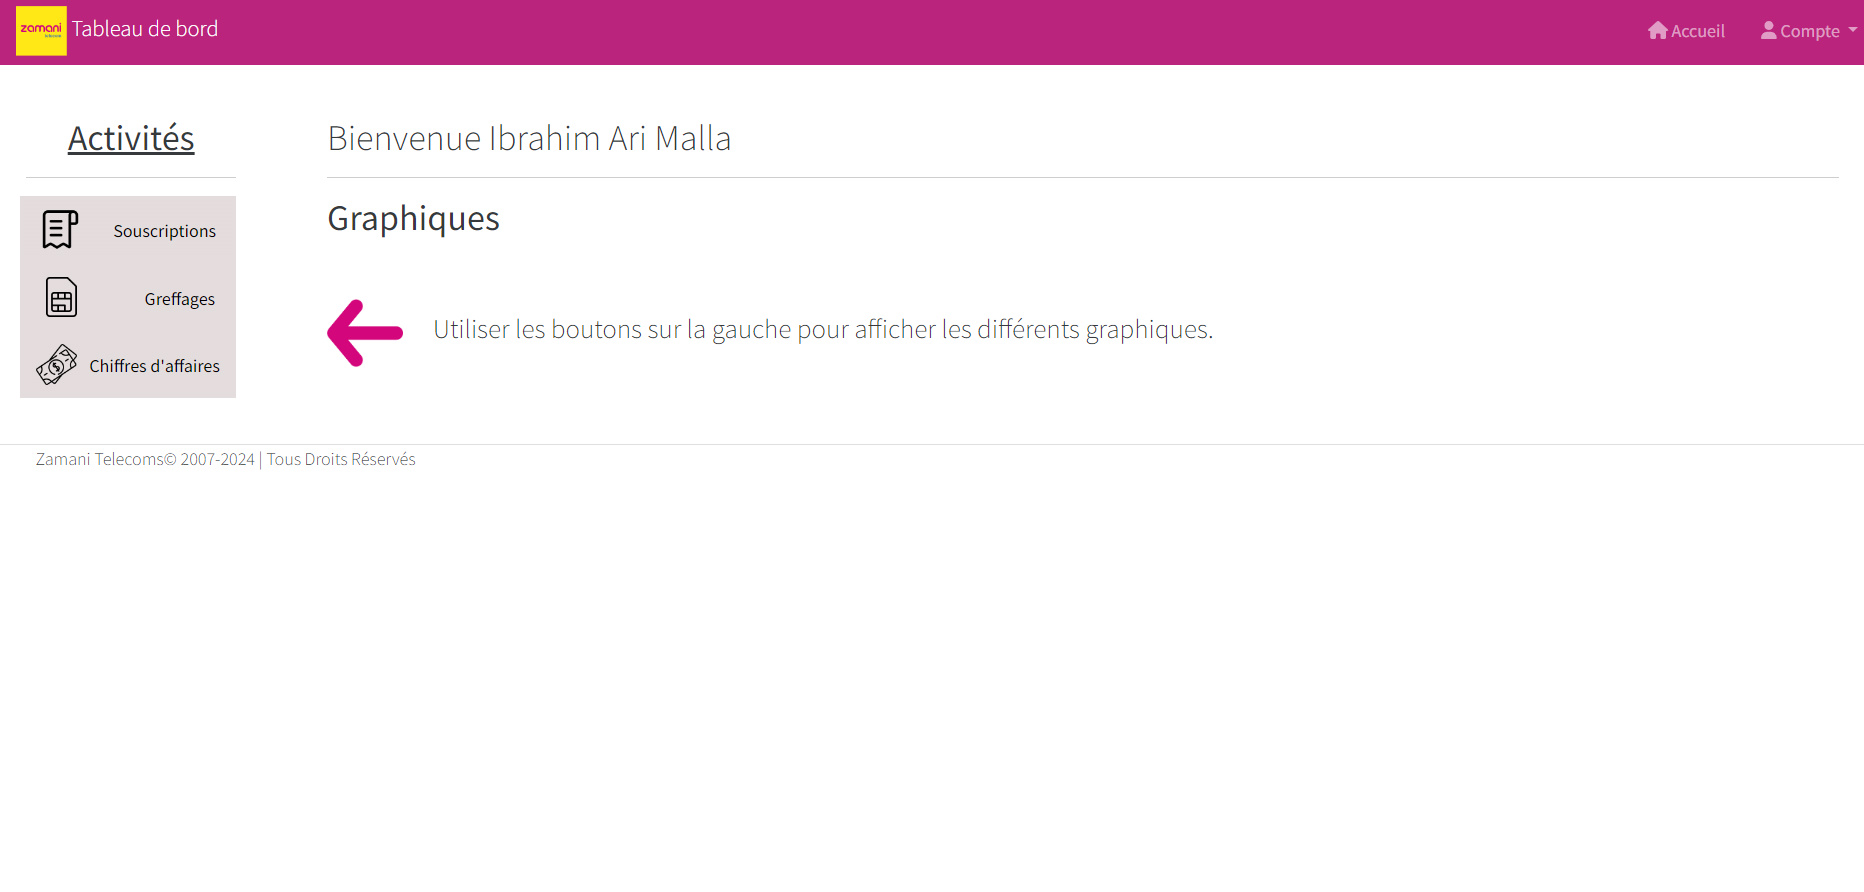 zamani
telecom
Tableau de bord
Accueil
Compte
Activités
Souscriptions
Greffages
Chiffres d'affaires
Bienvenue Ibrahim Ari Malla
Graphiques
Utiliser les boutons sur la gauche pour afficher les différents graphiques.
Zamani Telecoms© 2007-2024 | Tous Droits Réservés